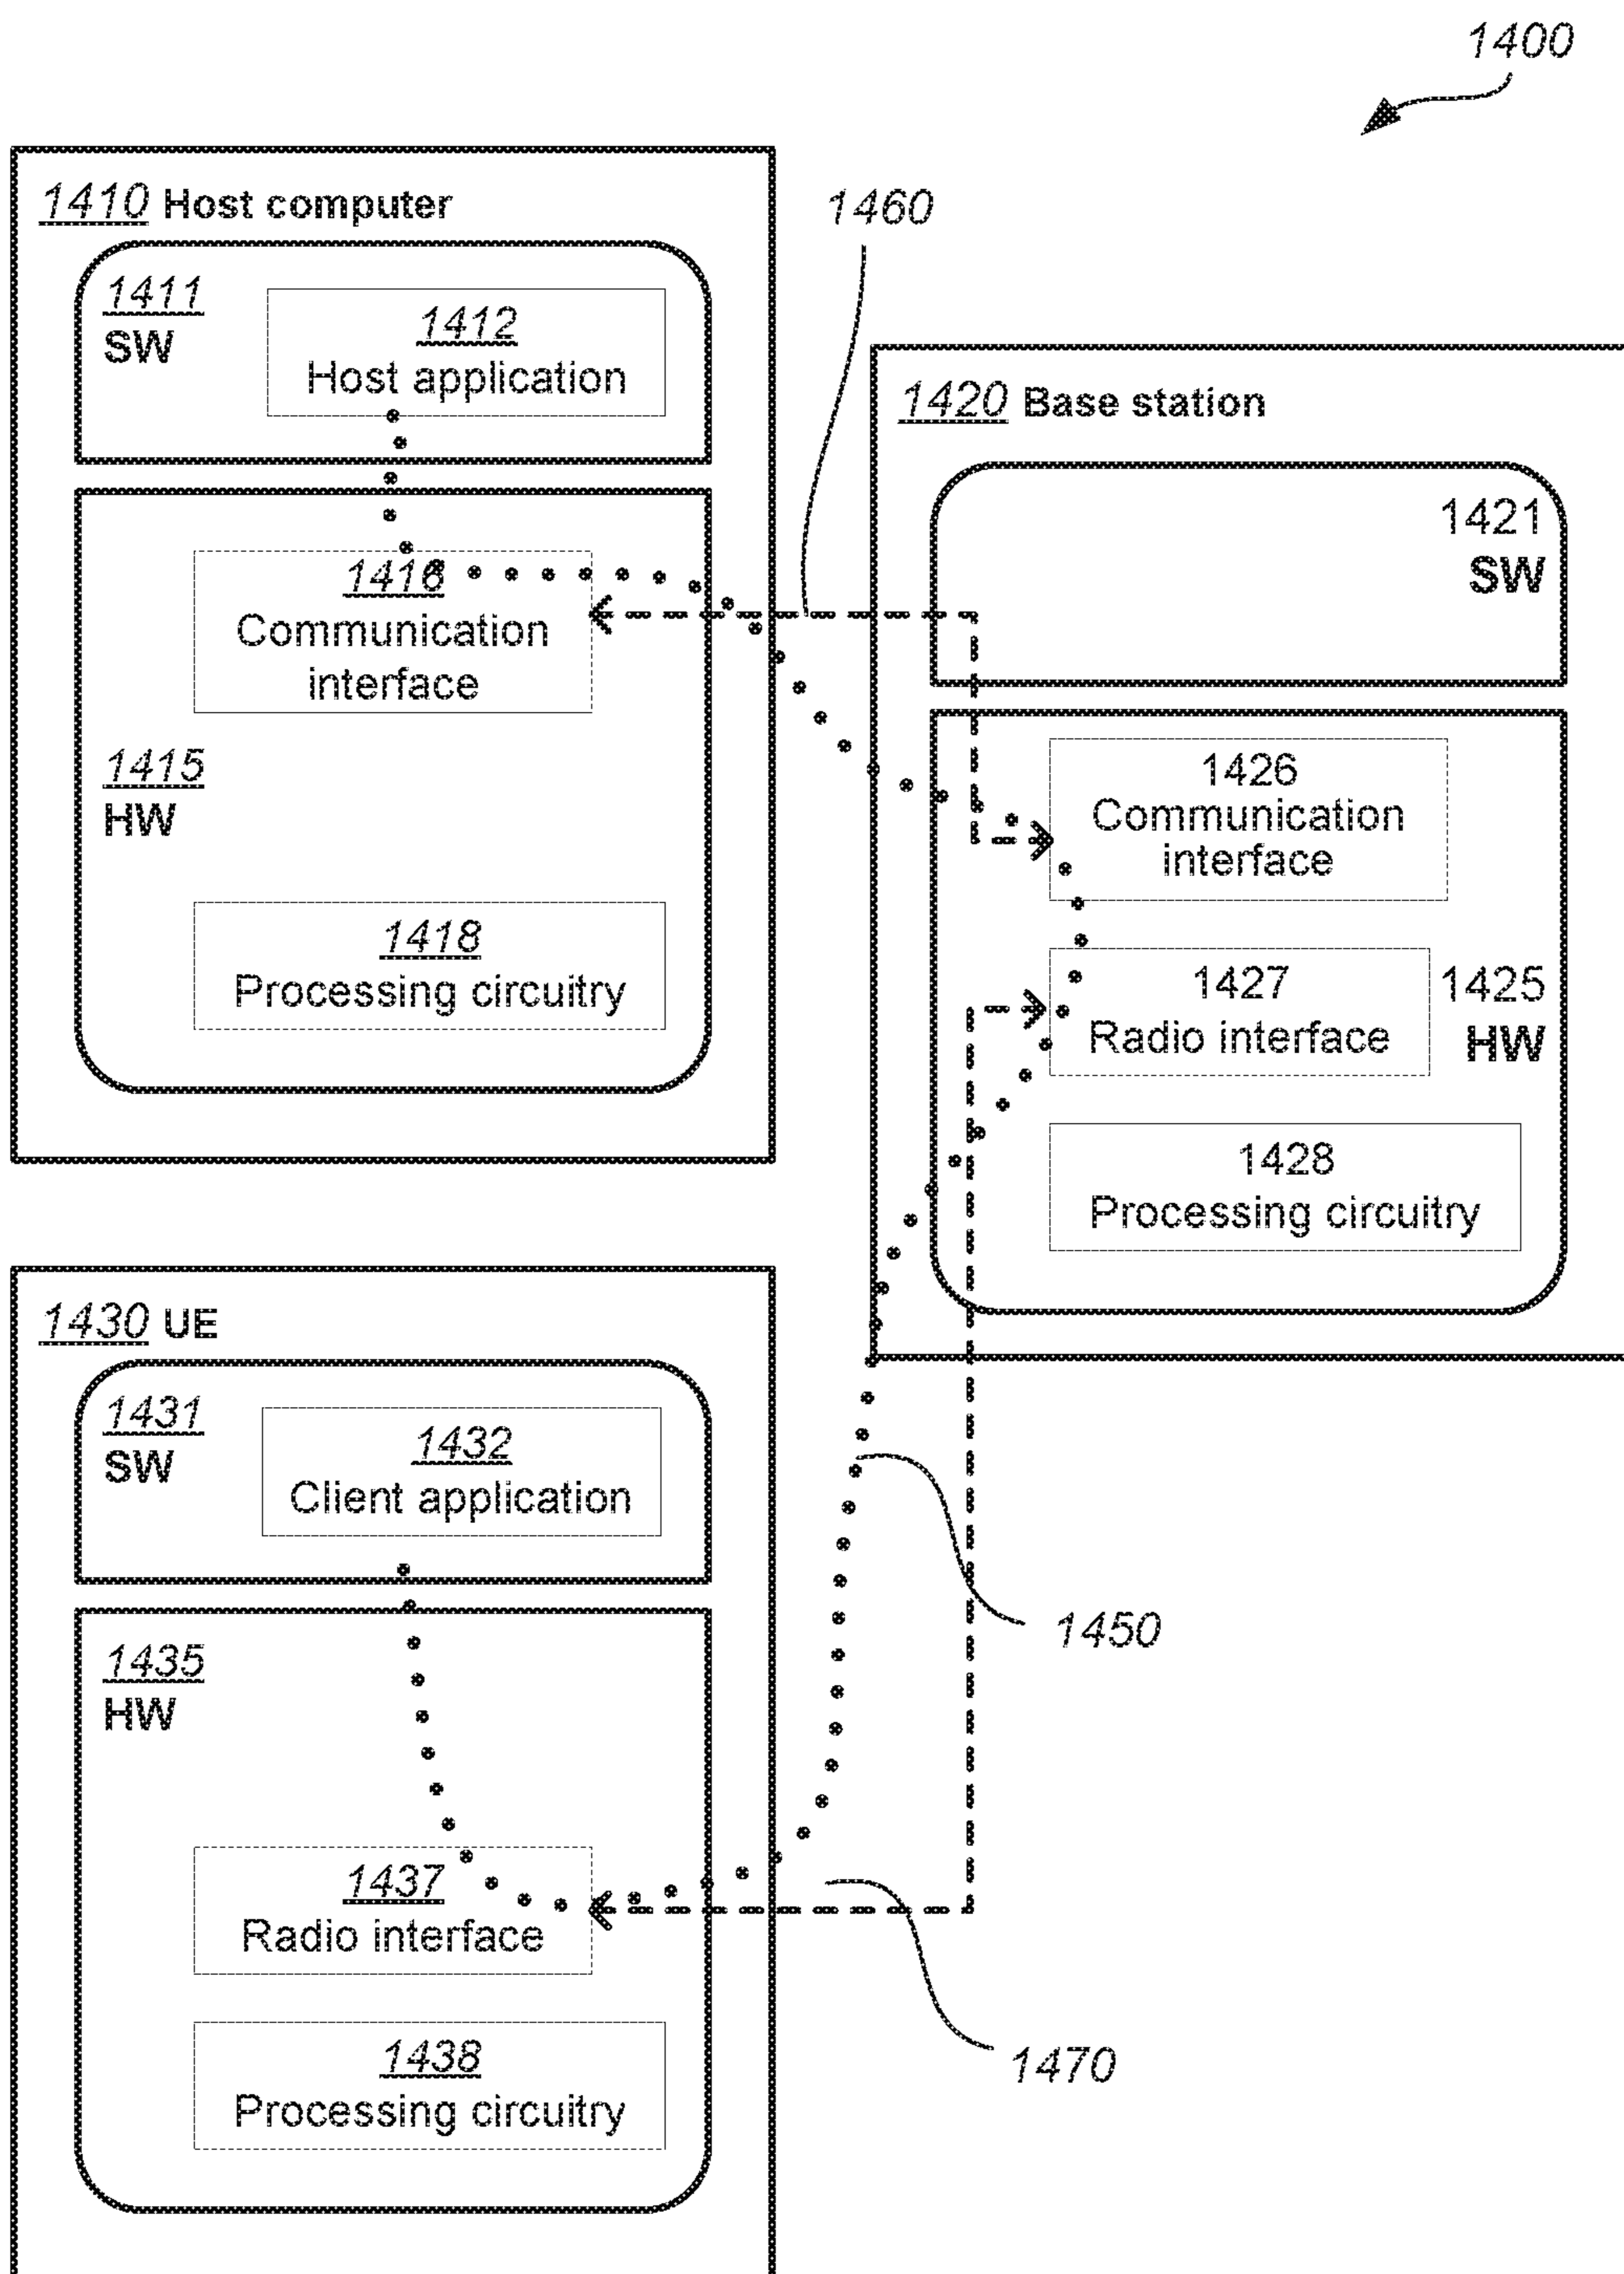 1400
1410 Host computer
1411
SW
1412
Host application
1416
Communication
interface
1415
HW
1418
Processing circuitry
1460
1420 Base station
1421
SW
1426
Communication
interface
1427
Radio interface
1425
HW
1428
Processing circuitry
1430 UE
1431
SW
1432
Client application
1435
HW
1437
Radio interface
1438
Processing circuitry
1450
1470